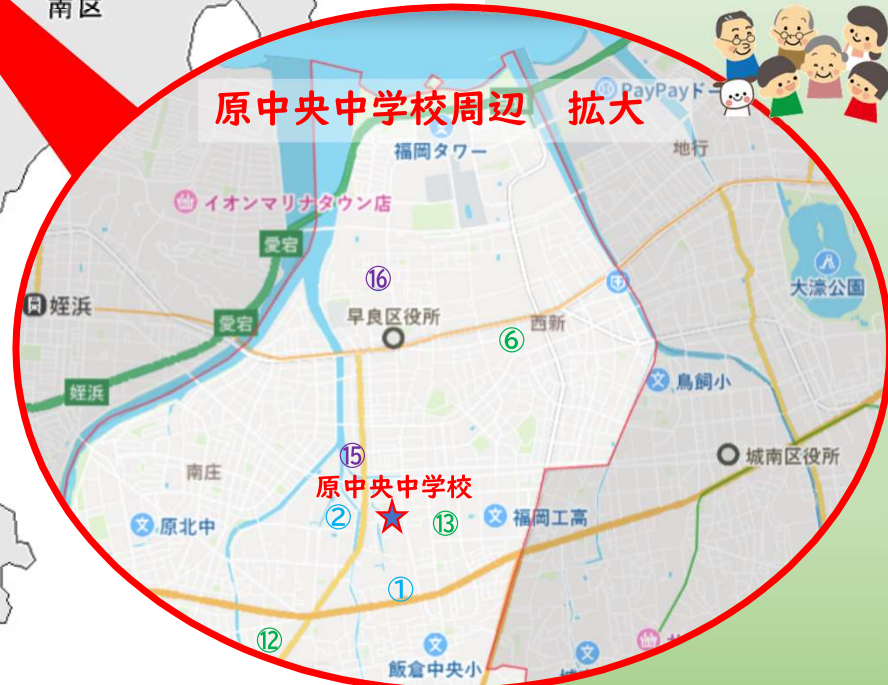 南区
原中央中学校周辺 拡大
PayPayドー
福岡タワー
地行
イオンマリナタウン店
愛宕
大濠公園
⑯
姪浜
早良区役所
愛宕
西新
⑥
姪浜
鳥飼小
⑮
城南区役所
南庄
原中央中学校
②
⑬
福岡工高
原北中
①
⑫
飯倉中央小